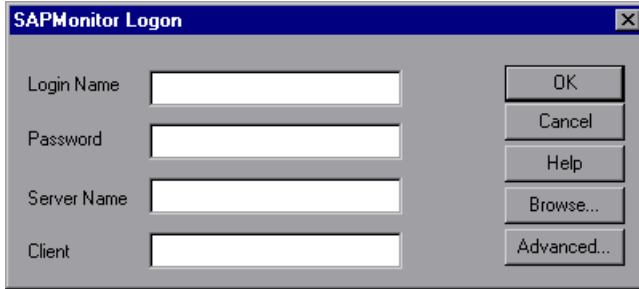 SAPMonitor Logon
Login Name
OK
Password
Cancel
Help
Server Name
Browse...
Client
Advanced...